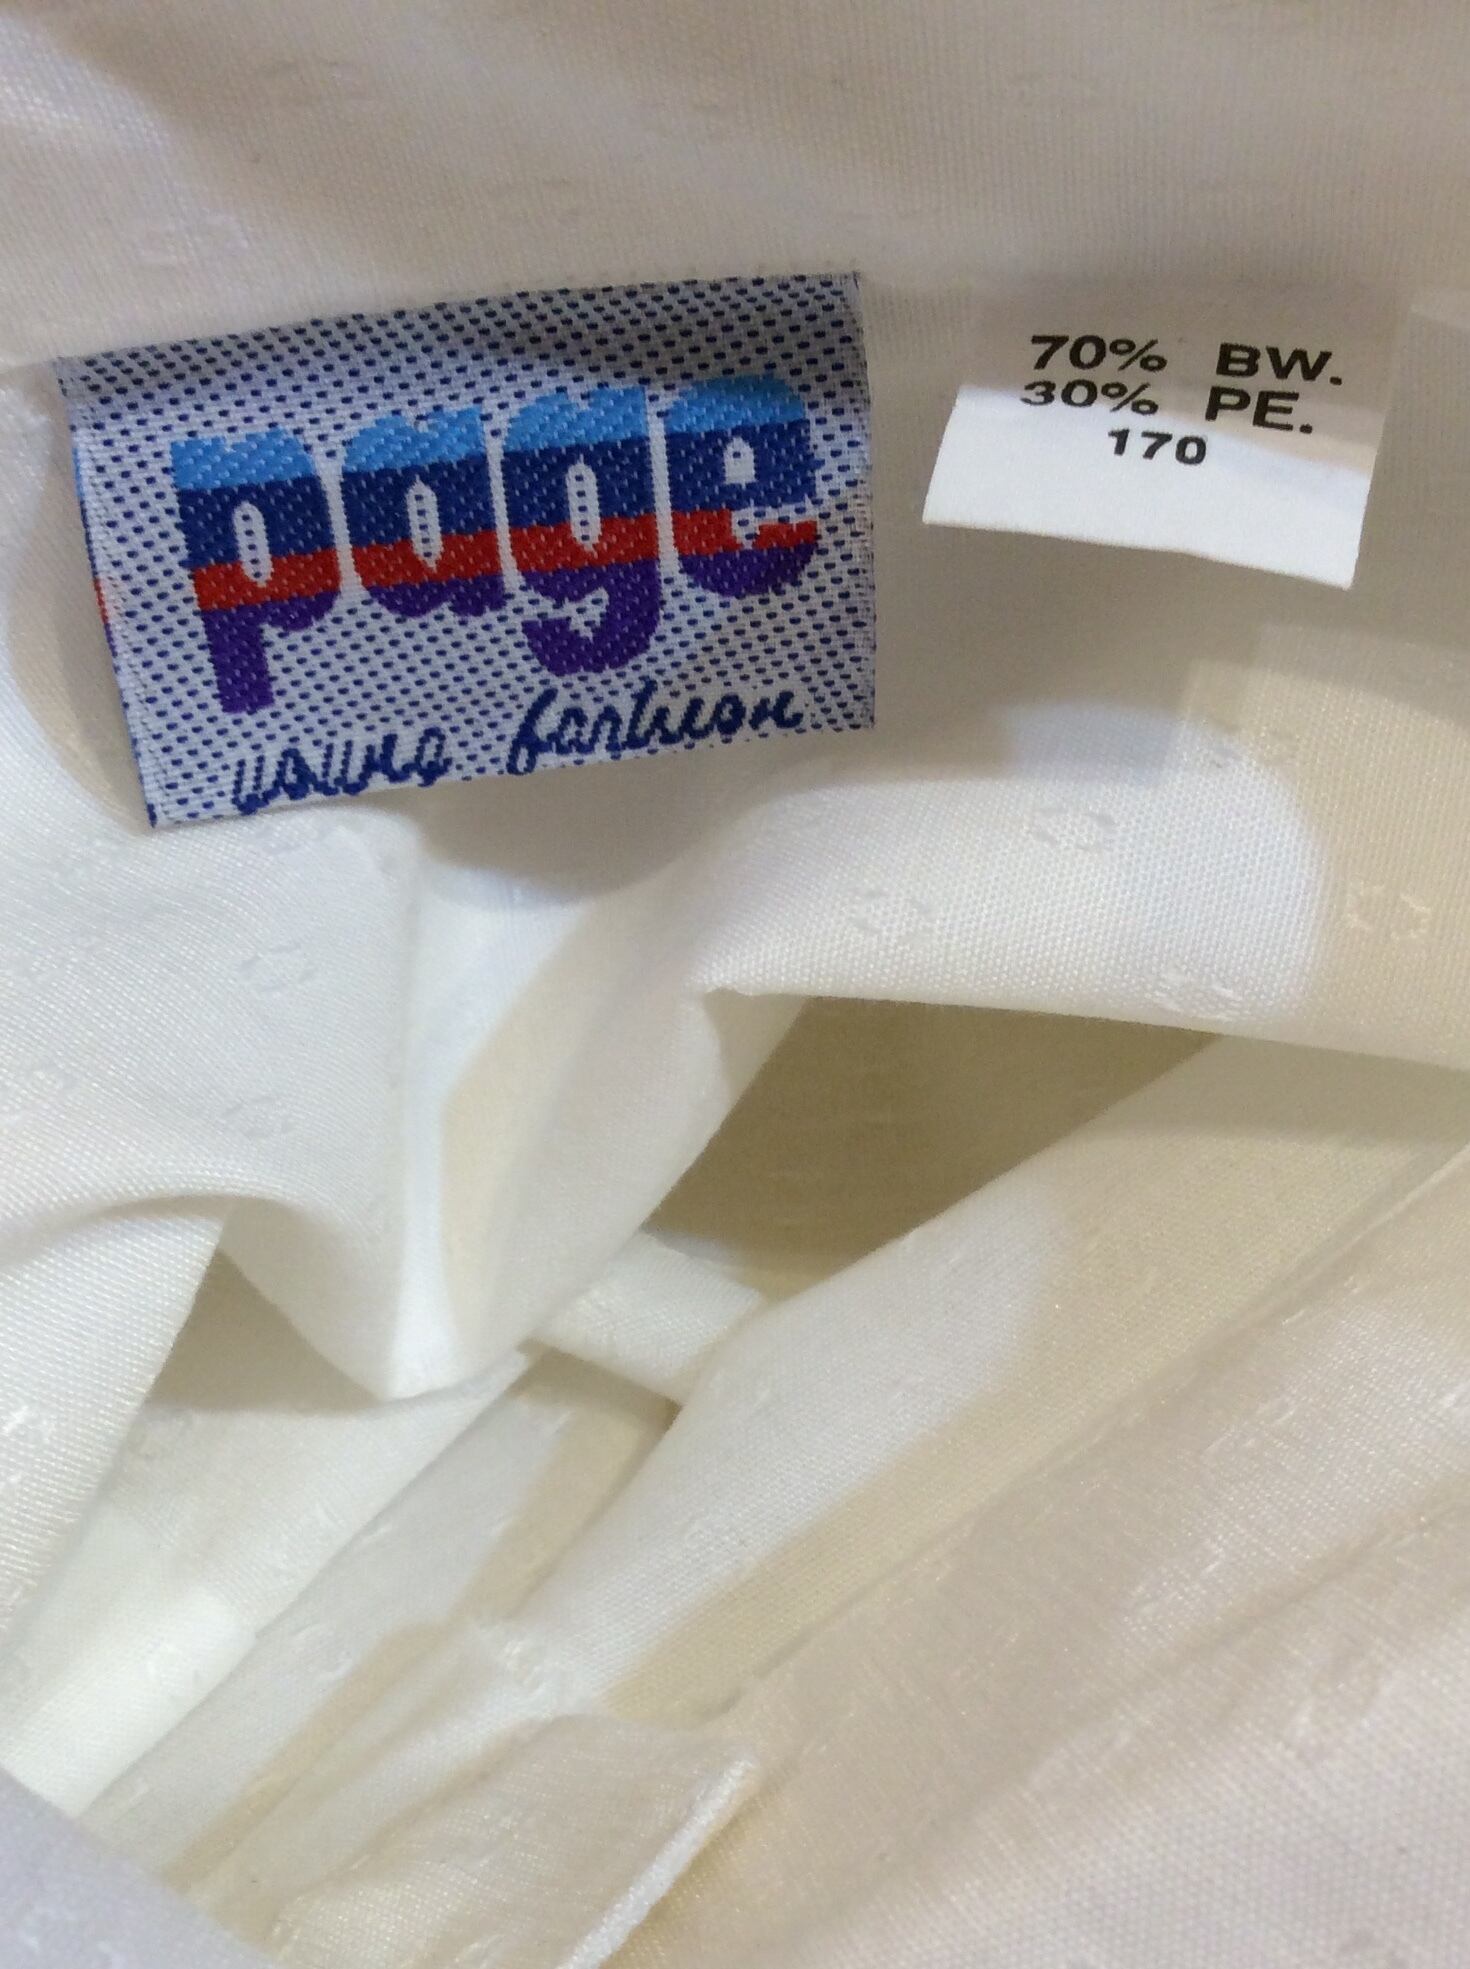 page
young fashion
70% BW.
30% PE.
170